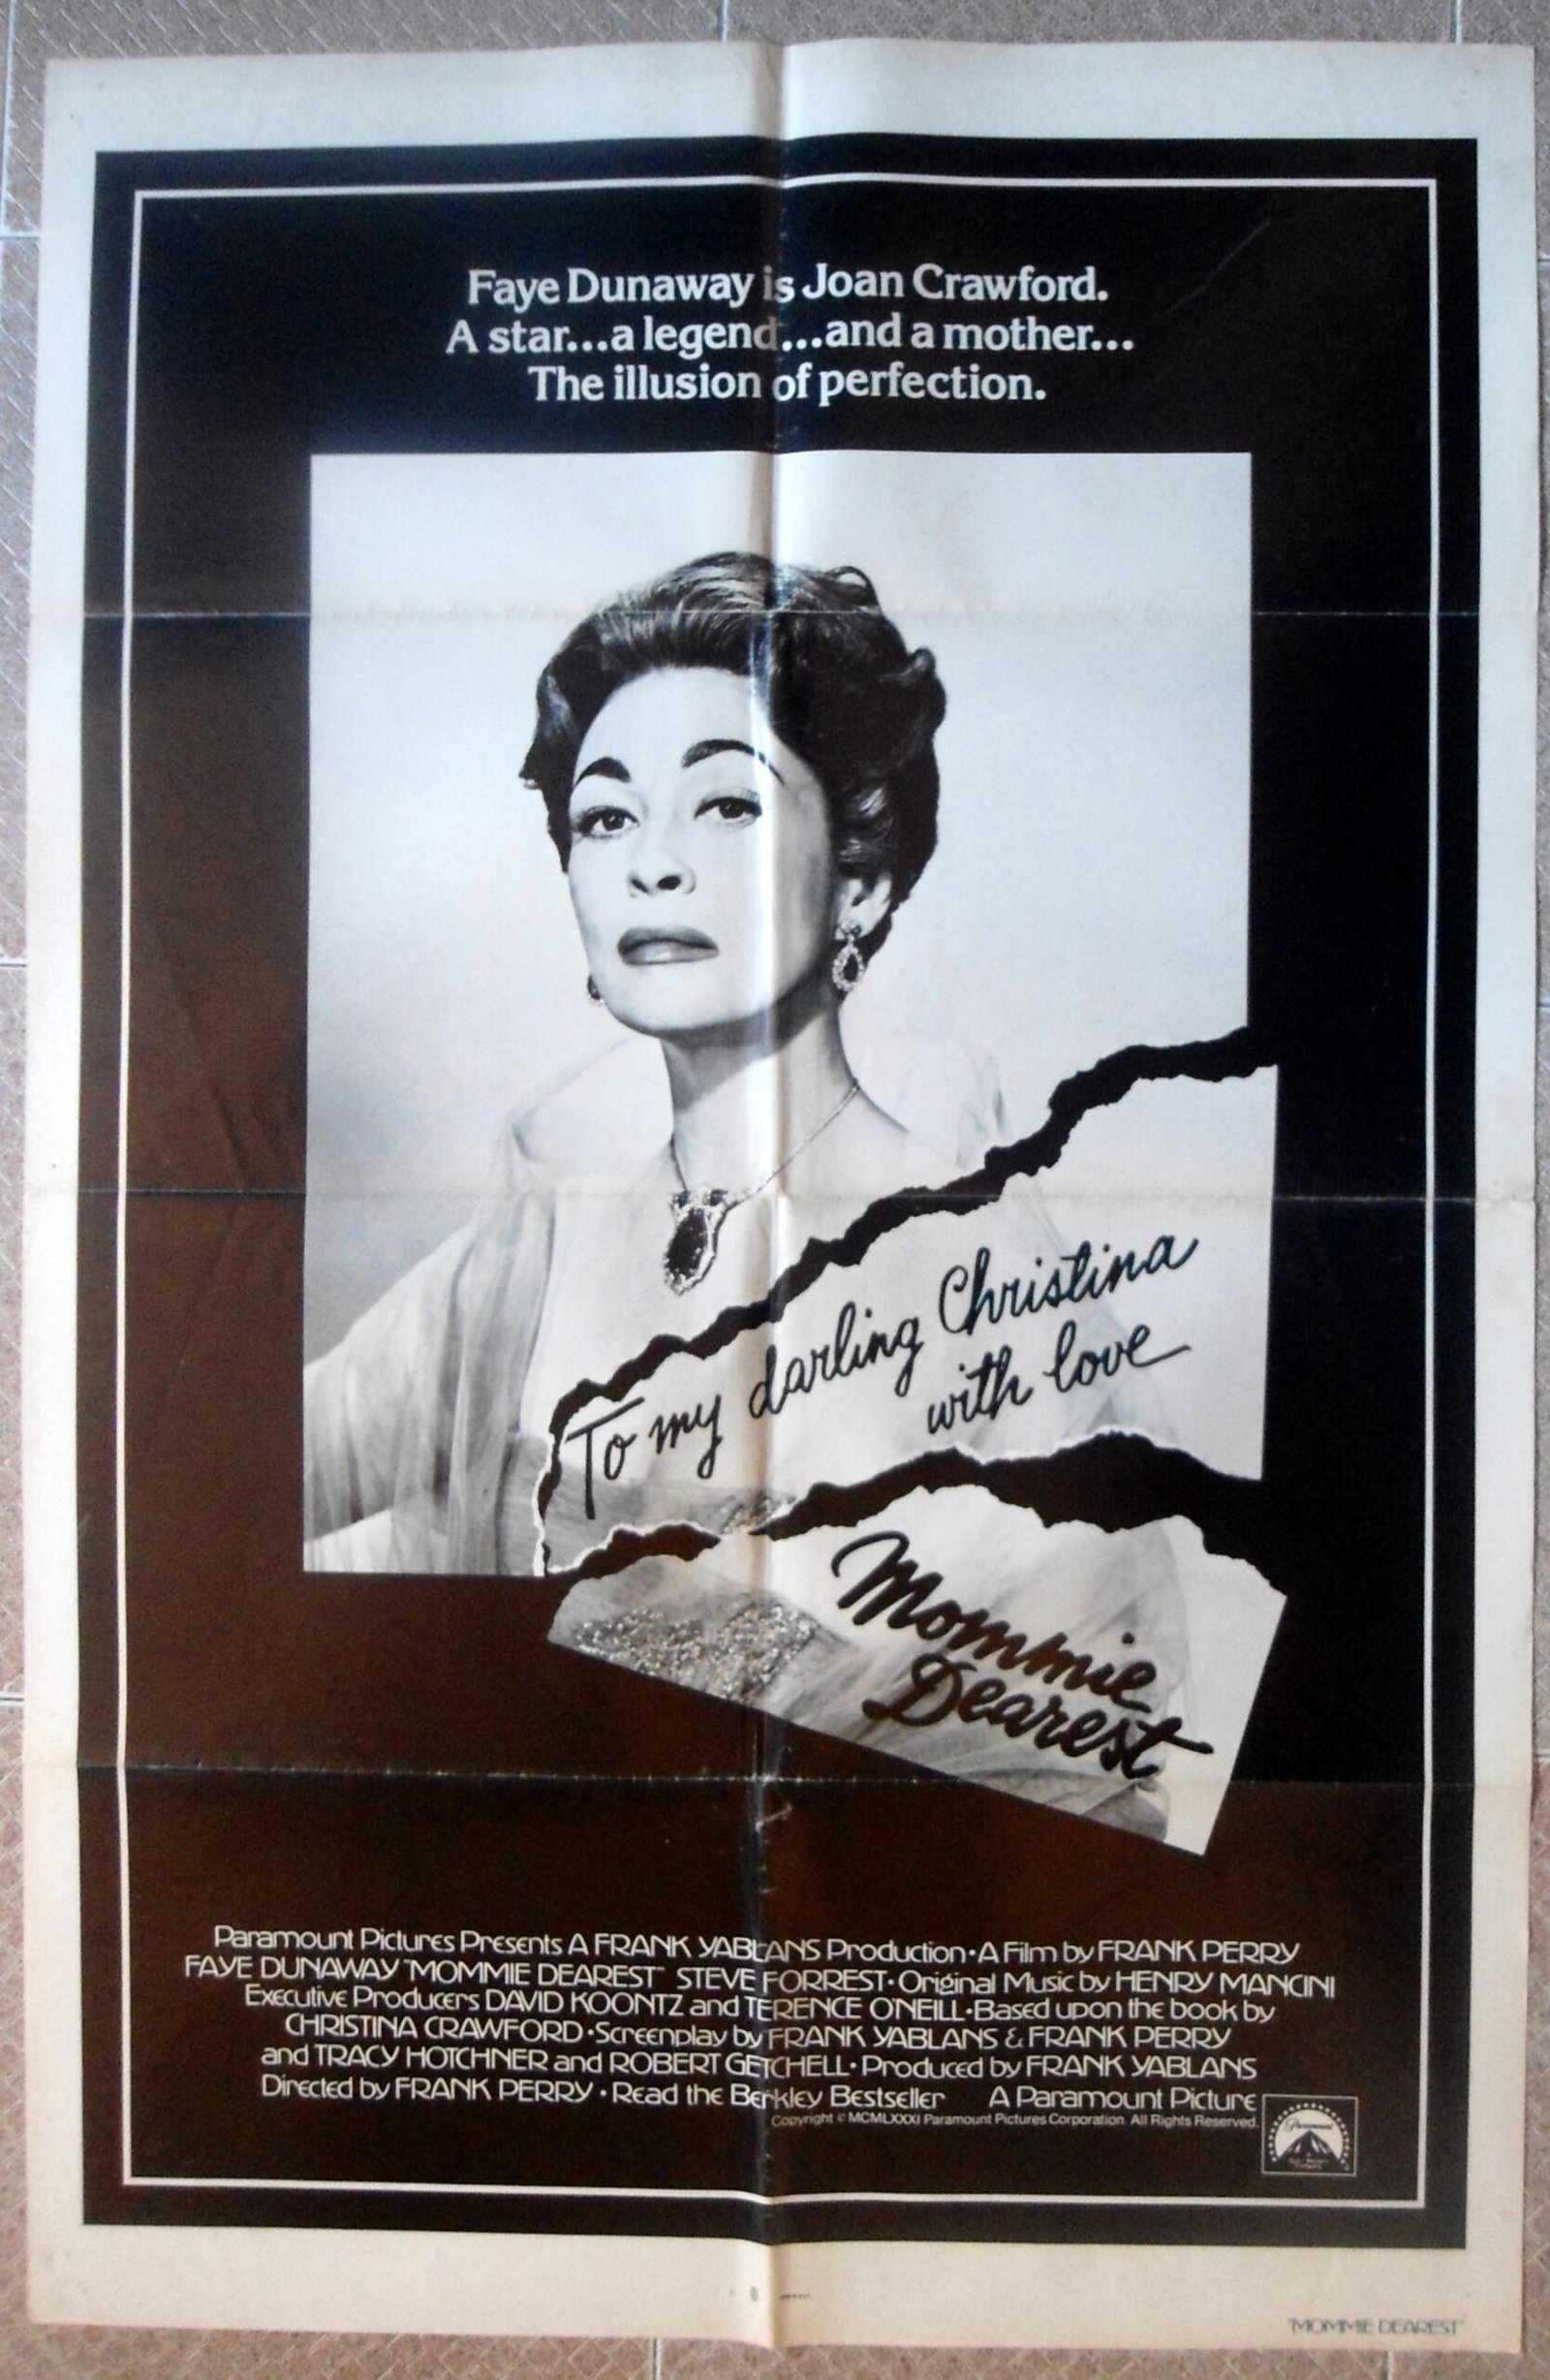 Faye Dunaway is Joan Crawford.
A star...a legend...and a mother...
The illusion of perfection.
To my darling Christina
with love
Mommie
Dearest
Paramount Pictures Presents A FRANK YABLANS Production • A Film by FRANK PERRY
FAYE DUNAWAY "MOMMIE DEAREST" STEVE FORREST • Original Music by HENRY MANCINI
Executive Producers DAVID KOONTZ and TERENCE O'NEILL • Based upon the book by
CHRISTINA CRAWFORD • Screenplay by FRANK YABLANS & FRANK PERRY
and TRACY HOTCHNER and ROBERT GETCHELL • Produced by FRANK YABLANS
Directed by FRANK PERRY • Read the Berkley Bestseller A Paramount Picture
Copyright © MCMLXXXI Paramount Pictures Corporation. All Rights Reserved.
Paramount
"MOMMIE DEAREST"